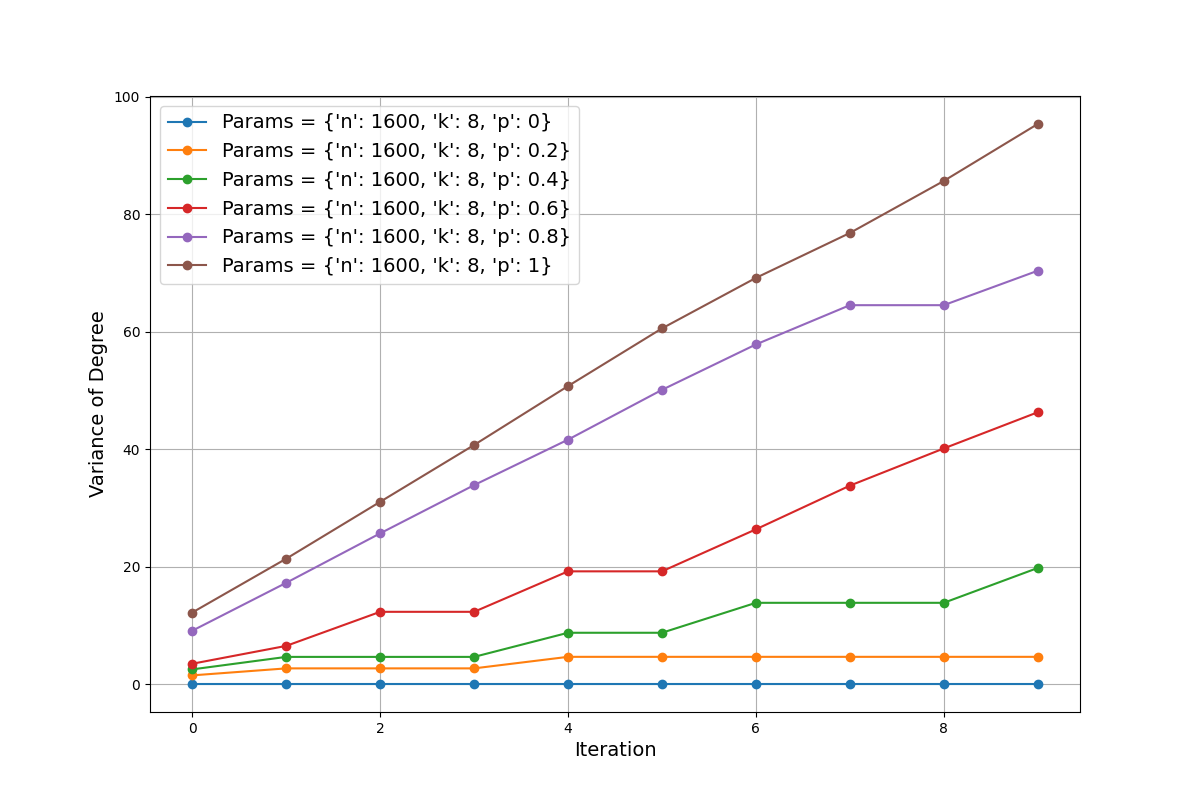 100
80
60
40
20
0
Variance of Degree
Params = {'n': 1600, 'k': 8, 'p': 0}
Params = {'n': 1600, 'k': 8, 'p': 0.2}
Params = {'n': 1600, 'k': 8, 'p': 0.4}
Params = {'n': 1600, 'k': 8, 'p': 0.6}
Params = {'n': 1600, 'k': 8, 'p': 0.8}
Params = {'n': 1600, 'k': 8, 'p': 1}
0 2 4 6 8
Iteration